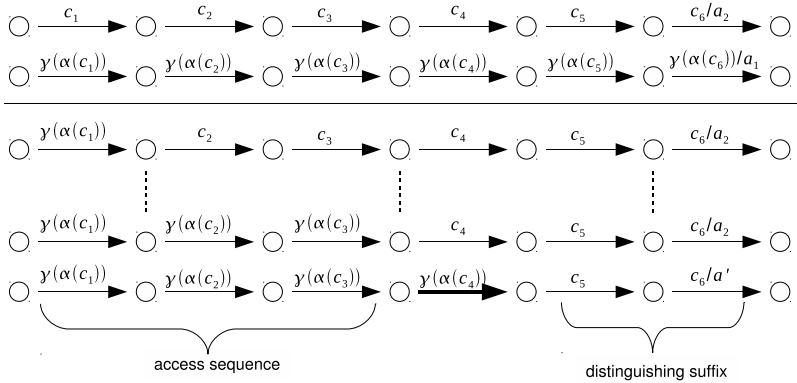 c₁ c₂ c₃ c₄ c₅ c₆/a₂
γ(α(c₁)) γ(α(c₂)) γ(α(c₃)) γ(α(c₄)) γ(α(c₅)) γ(α(c₆))/a₁
γ(α(c₁)) c₂ c₃ c₄ c₅ c₆/a₂
γ(α(c₁)) γ(α(c₂)) γ(α(c₃)) c₄ c₅ c₆/a₂
γ(α(c₁)) γ(α(c₂)) γ(α(c₃)) γ(α(c₄)) c₅ c₆/a'
access sequence distinguishing suffix